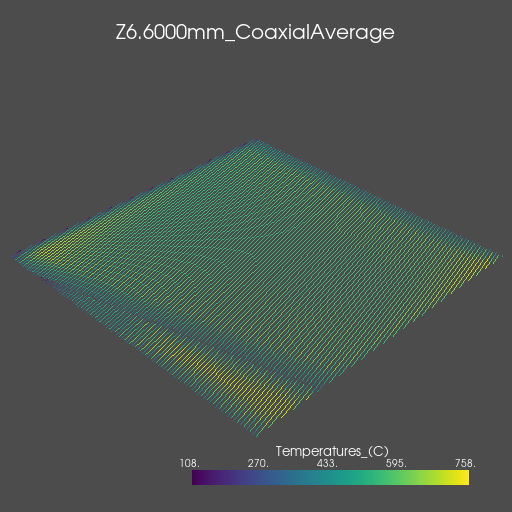 Z6.6000mm_CoaxialAverage
Temperatures_(C)
108. 270. 433. 595. 758.